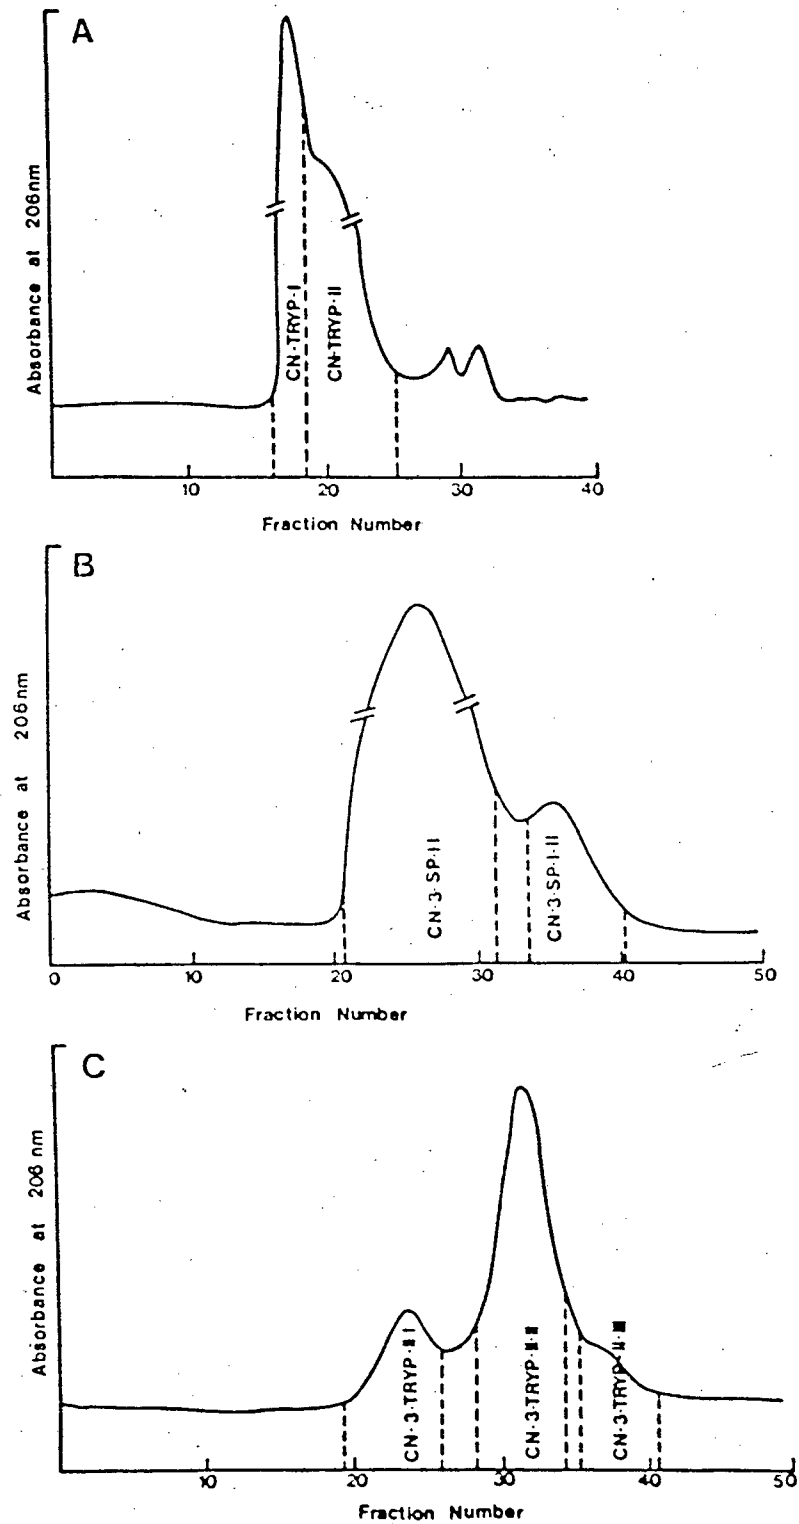 A
Absorbance at 206nm
CN-TRYP-I
CN-TRYP-II
10 20 30 40
Fraction Number
B
Absorbance at 206nm
CN-3-SP-I-I
CN-3-SP-I-II
0 10 20 30 40 50
Fraction Number
C
Absorbance at 206 nm
CN-3-TRYP-II-I
CN-3-TRYP-II-II
CN-3-TRYP-II-III
10 20 30 40 50
Fraction Number